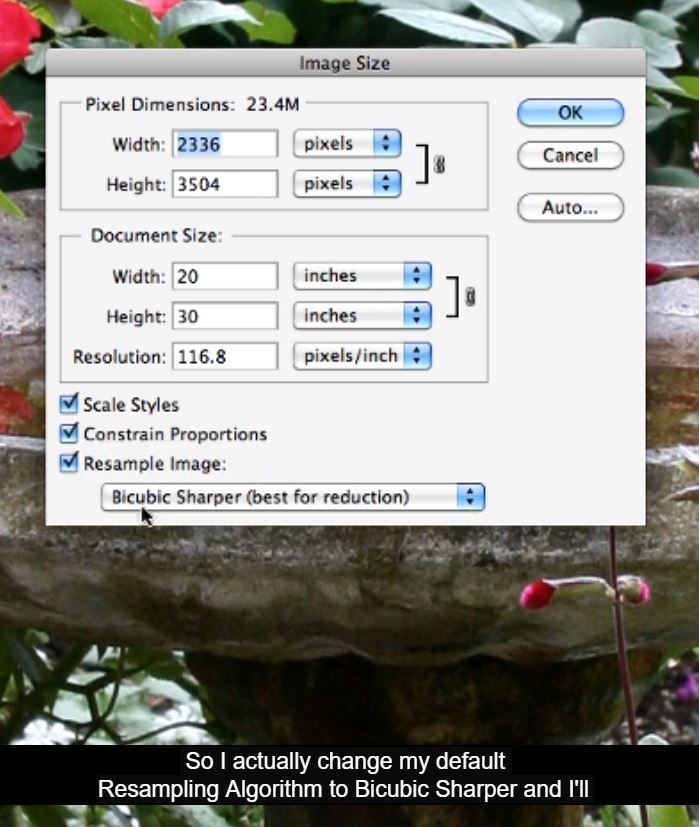 Image Size
Pixel Dimensions: 23.4M
Width: 2336 pixels
Height: 3504 pixels
Document Size:
Width: 20 inches
Height: 30 inches
Resolution: 116.8 pixels/inch
Scale Styles
Constrain Proportions
Resample Image:
Bicubic Sharper (best for reduction)
OK
Cancel
Auto...
So I actually change my default
Resampling Algorithm to Bicubic Sharper and I'll